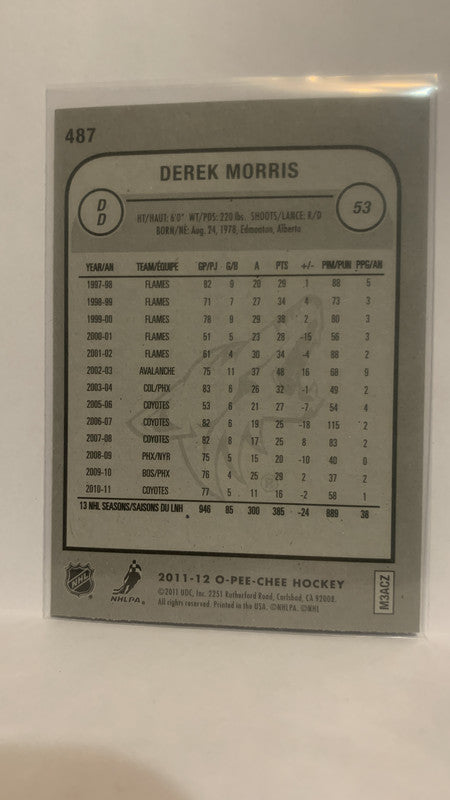 487
DEREK MORRIS
D
D
53
HT/HAUT: 6'0" WT/PDS: 220 lbs. SHOOTS/LANCE: R/D
BORN/NÉ: Aug. 24, 1978, Edmonton, Alberta
YEAR/AN TEAM/ÉQUIPE GP/PJ G/B A PTS +/- PIM/PUN PPG/AN
1997-98 FLAMES 82 9 20 29 1 88 5
1998-99 FLAMES 71 7 27 34 4 73 3
1999-00 FLAMES 78 9 29 38 2 80 3
2000-01 FLAMES 51 5 23 28 -15 56 3
2001-02 FLAMES 61 4 30 34 -4 88 2
2002-03 AVALANCHE 75 11 37 48 16 68 9
2003-04 COL/PHX 83 6 26 32 -1 49 2
2005-06 COYOTES 53 6 21 27 -7 54 4
2006-07 COYOTES 82 6 19 25 -18 115 2
2007-08 COYOTES 82 8 17 25 8 83 2
2008-09 PHX/NYR 75 5 15 20 -10 40 0
2009-10 BOS/PHX 76 4 25 29 2 37 2
2010-11 COYOTES 77 5 11 16 -2 58 1
13 NHL SEASONS/SAISONS DU LNH 946 85 300 385 -24 889 38
NHL
NHLPA
2011-12 O-PEE-CHEE HOCKEY
©2011 UDC, Inc. 2251 Rutherford Road, Carlsbad, CA 92008.
All rights reserved. Printed in the USA. ©NHLPA. ©NHL
M3ACZ